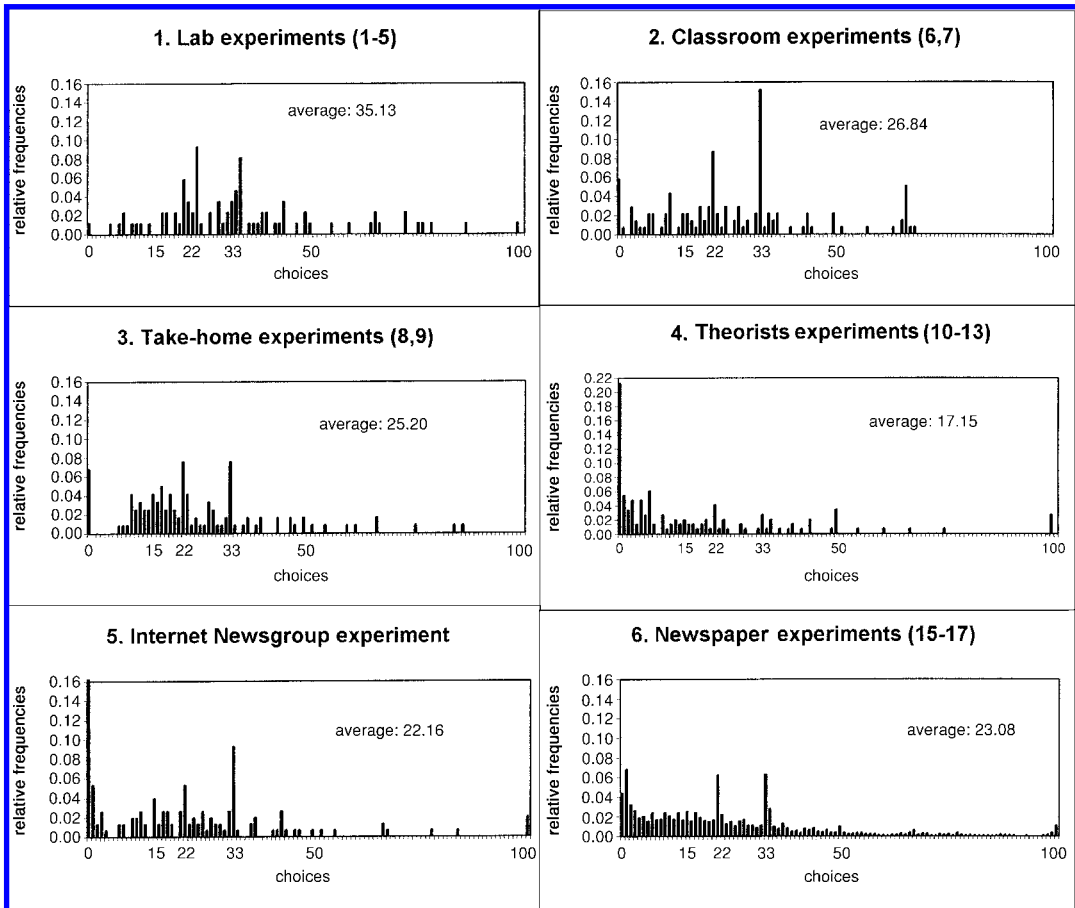 1. Lab experiments (1-5)
relative frequencies
0.16
0.14
0.12
0.10
0.08
0.06
0.04
0.02
0.00
average: 35.13
0 15 22 33 50 100
choices
2. Classroom experiments (6,7)
relative frequencies
0.16
0.14
0.12
0.10
0.08
0.06
0.04
0.02
0.00
average: 26.84
0 15 22 33 50 100
choices
3. Take-home experiments (8,9)
relative frequencies
0.16
0.14
0.12
0.10
0.08
0.06
0.04
0.02
0.00
average: 25.20
0 15 22 33 50 100
choices
4. Theorists experiments (10-13)
relative frequencies
0.22
0.20
0.17
0.15
0.13
0.10
0.08
0.06
0.04
0.02
0.00
average: 17.15
0 15 22 33 50 100
choices
5. Internet Newsgroup experiment
relative frequencies
0.16
0.14
0.12
0.10
0.08
0.06
0.04
0.02
0.00
average: 22.16
0 15 22 33 50 100
choices
6. Newspaper experiments (15-17)
relative frequencies
0.16
0.14
0.12
0.10
0.08
0.06
0.04
0.02
0.00
average: 23.08
0 15 22 33 50 100
choices